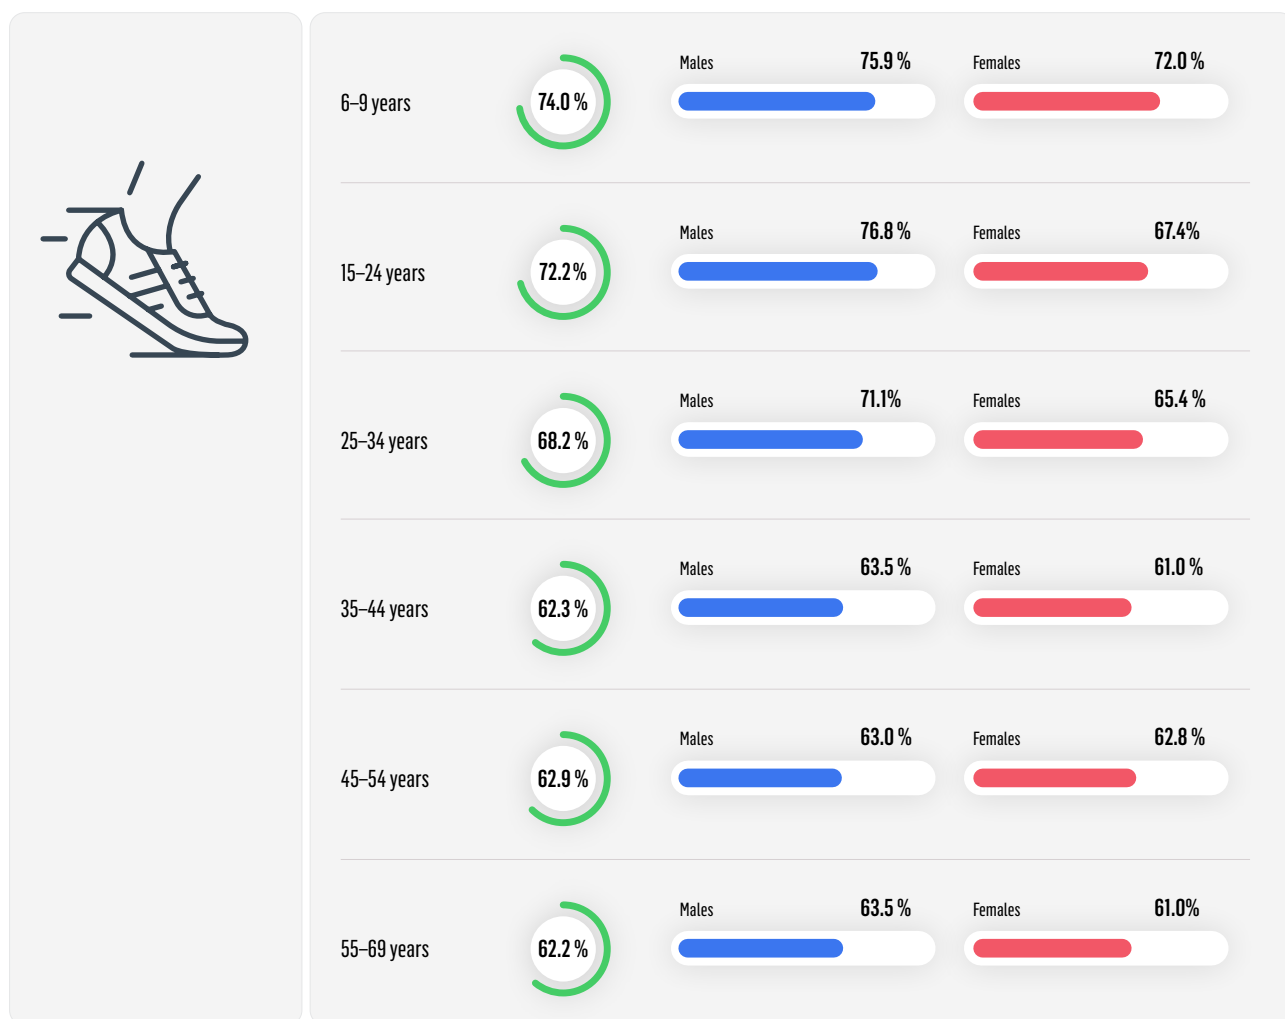 Males 75.9 % Females 72.0 %
6–9 years 74.0 %
Males 76.8 % Females 67.4%
15–24 years 72.2%
Males 71.1% Females 65.4 %
25–34 years 68.2 %
Males 63.5 % Females 61.0 %
35–44 years 62.3 %
Males 63.0 % Females 62.8 %
45–54 years 62.9 %
Males 63.5 % Females 61.0%
55–69 years 62.2 %